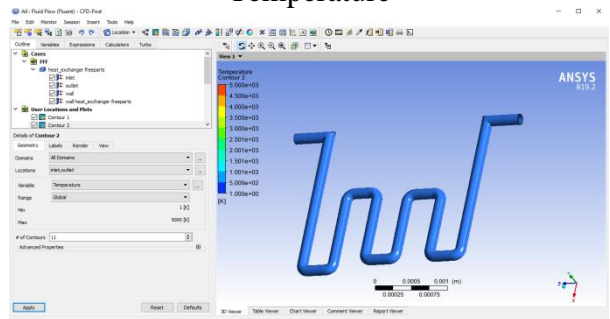 Temperature
A6 : Fluid Flow (Fluent) - CFD-Post
File Edit Monitor Session Insert Tools Help
Location
Outline Variables Expressions Calculators Turbo
Cases
FFF
heat_exchanger freeparts
inlet
outlet
wall
wall heat_exchanger freeparts
User Locations and Plots
Contour 1
Contour 2
Details of Contour 2
Geometry Labels Render View
Domains All Domains
Locations inlet,outlet
Variable Temperature
Range Global
Min 1 [K]
Max 5000 [K]
# of Contours 11
Advanced Properties
Apply Reset Defaults
View 1
Temperature
Contour 2
5.000e+03
4.500e+03
4.000e+03
3.500e+03
3.000e+03
2.501e+03
2.001e+03
1.501e+03
1.001e+03
5.009e+02
1.000e+00
[K]
ANSYS
R19.2
0 0.0005 0.001 (m)
0.00025 0.00075
3D Viewer Table Viewer Chart Viewer Comment Viewer Report Viewer